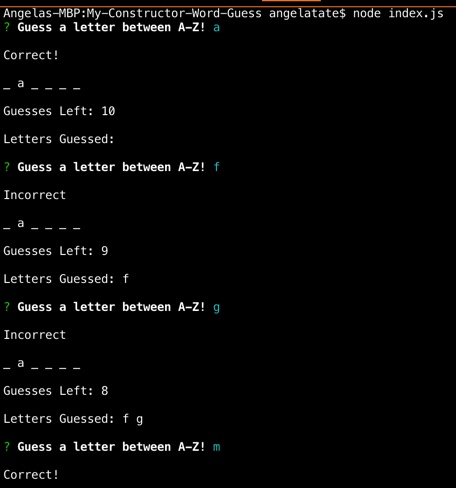 Angelas-MBP:My-Constructor-Word-Guess angelatate$ node index.js
? Guess a letter between A-Z! a
Correct!
_ a _ _ _ _
Guesses Left: 10
Letters Guessed:
? Guess a letter between A-Z! f
Incorrect
_ a _ _ _ _
Guesses Left: 9
Letters Guessed: f
? Guess a letter between A-Z! g
Incorrect
_ a _ _ _ _
Guesses Left: 8
Letters Guessed: f g
? Guess a letter between A-Z! m
Correct!